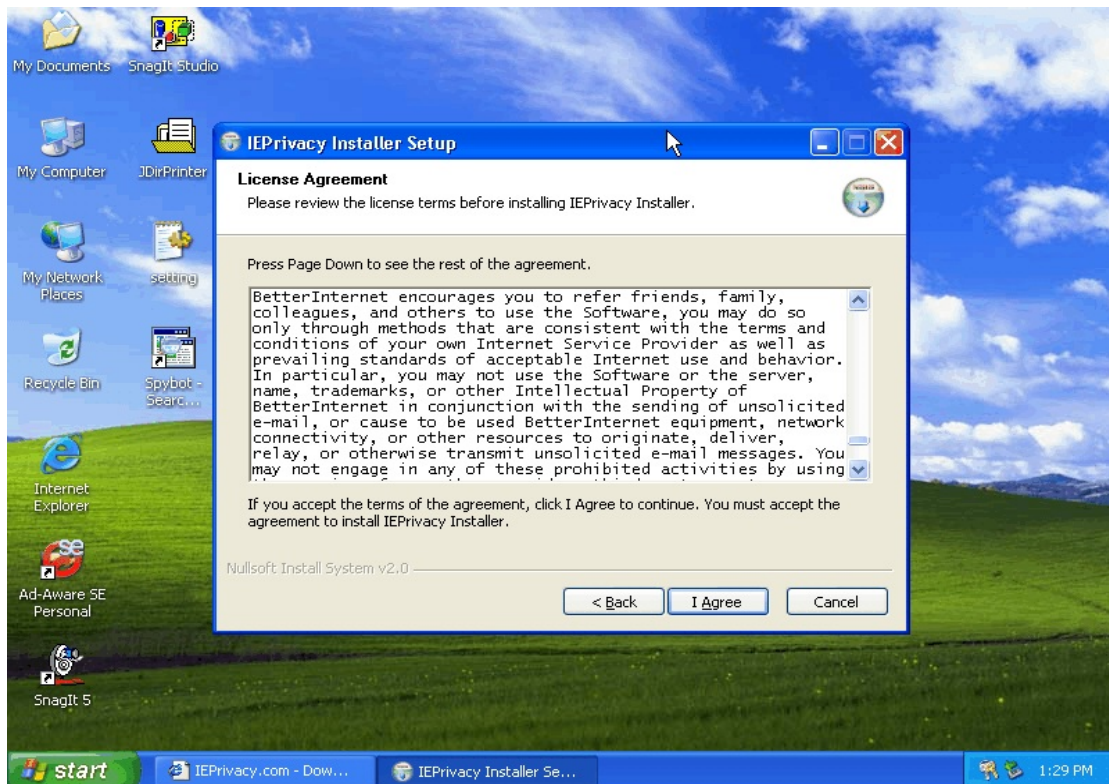 My Documents
SnagIt Studio
My Computer
JDirPrinter
My Network
Places
setting
Recycle Bin
Spybot -
Searc...
Internet
Explorer
Ad-Aware SE
Personal
SnagIt 5
IEPrivacy Installer Setup
License Agreement
Please review the license terms before installing IEPrivacy Installer.
Press Page Down to see the rest of the agreement.
BetterInternet encourages you to refer friends, family,
colleagues, and others to use the Software, you may do so
only through methods that are consistent with the terms and
conditions of your own Internet Service Provider as well as
prevailing standards of acceptable Internet use and behavior.
In particular, you may not use the Software or the server,
name, trademarks, or other Intellectual Property of
BetterInternet in conjunction with the sending of unsolicited
e-mail, or cause to be used BetterInternet equipment, network
connectivity, or other resources to originate, deliver,
relay, or otherwise transmit unsolicited e-mail messages. You
may not engage in any of these prohibited activities by using
If you accept the terms of the agreement, click I Agree to continue. You must accept the
agreement to install IEPrivacy Installer.
Nullsoft Install System v2.0
< Back
I Agree
Cancel
start
IEPrivacy.com - Dow...
IEPrivacy Installer Se...
1:29 PM